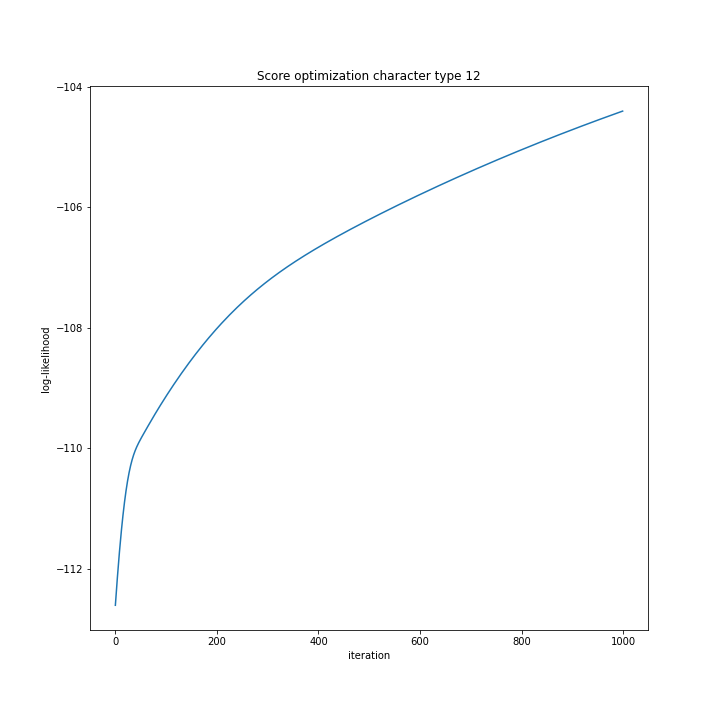 Score optimization character type 12
−104
−106
−108
−110
−112
log-likelihood
0 200 400 600 800 1000
iteration